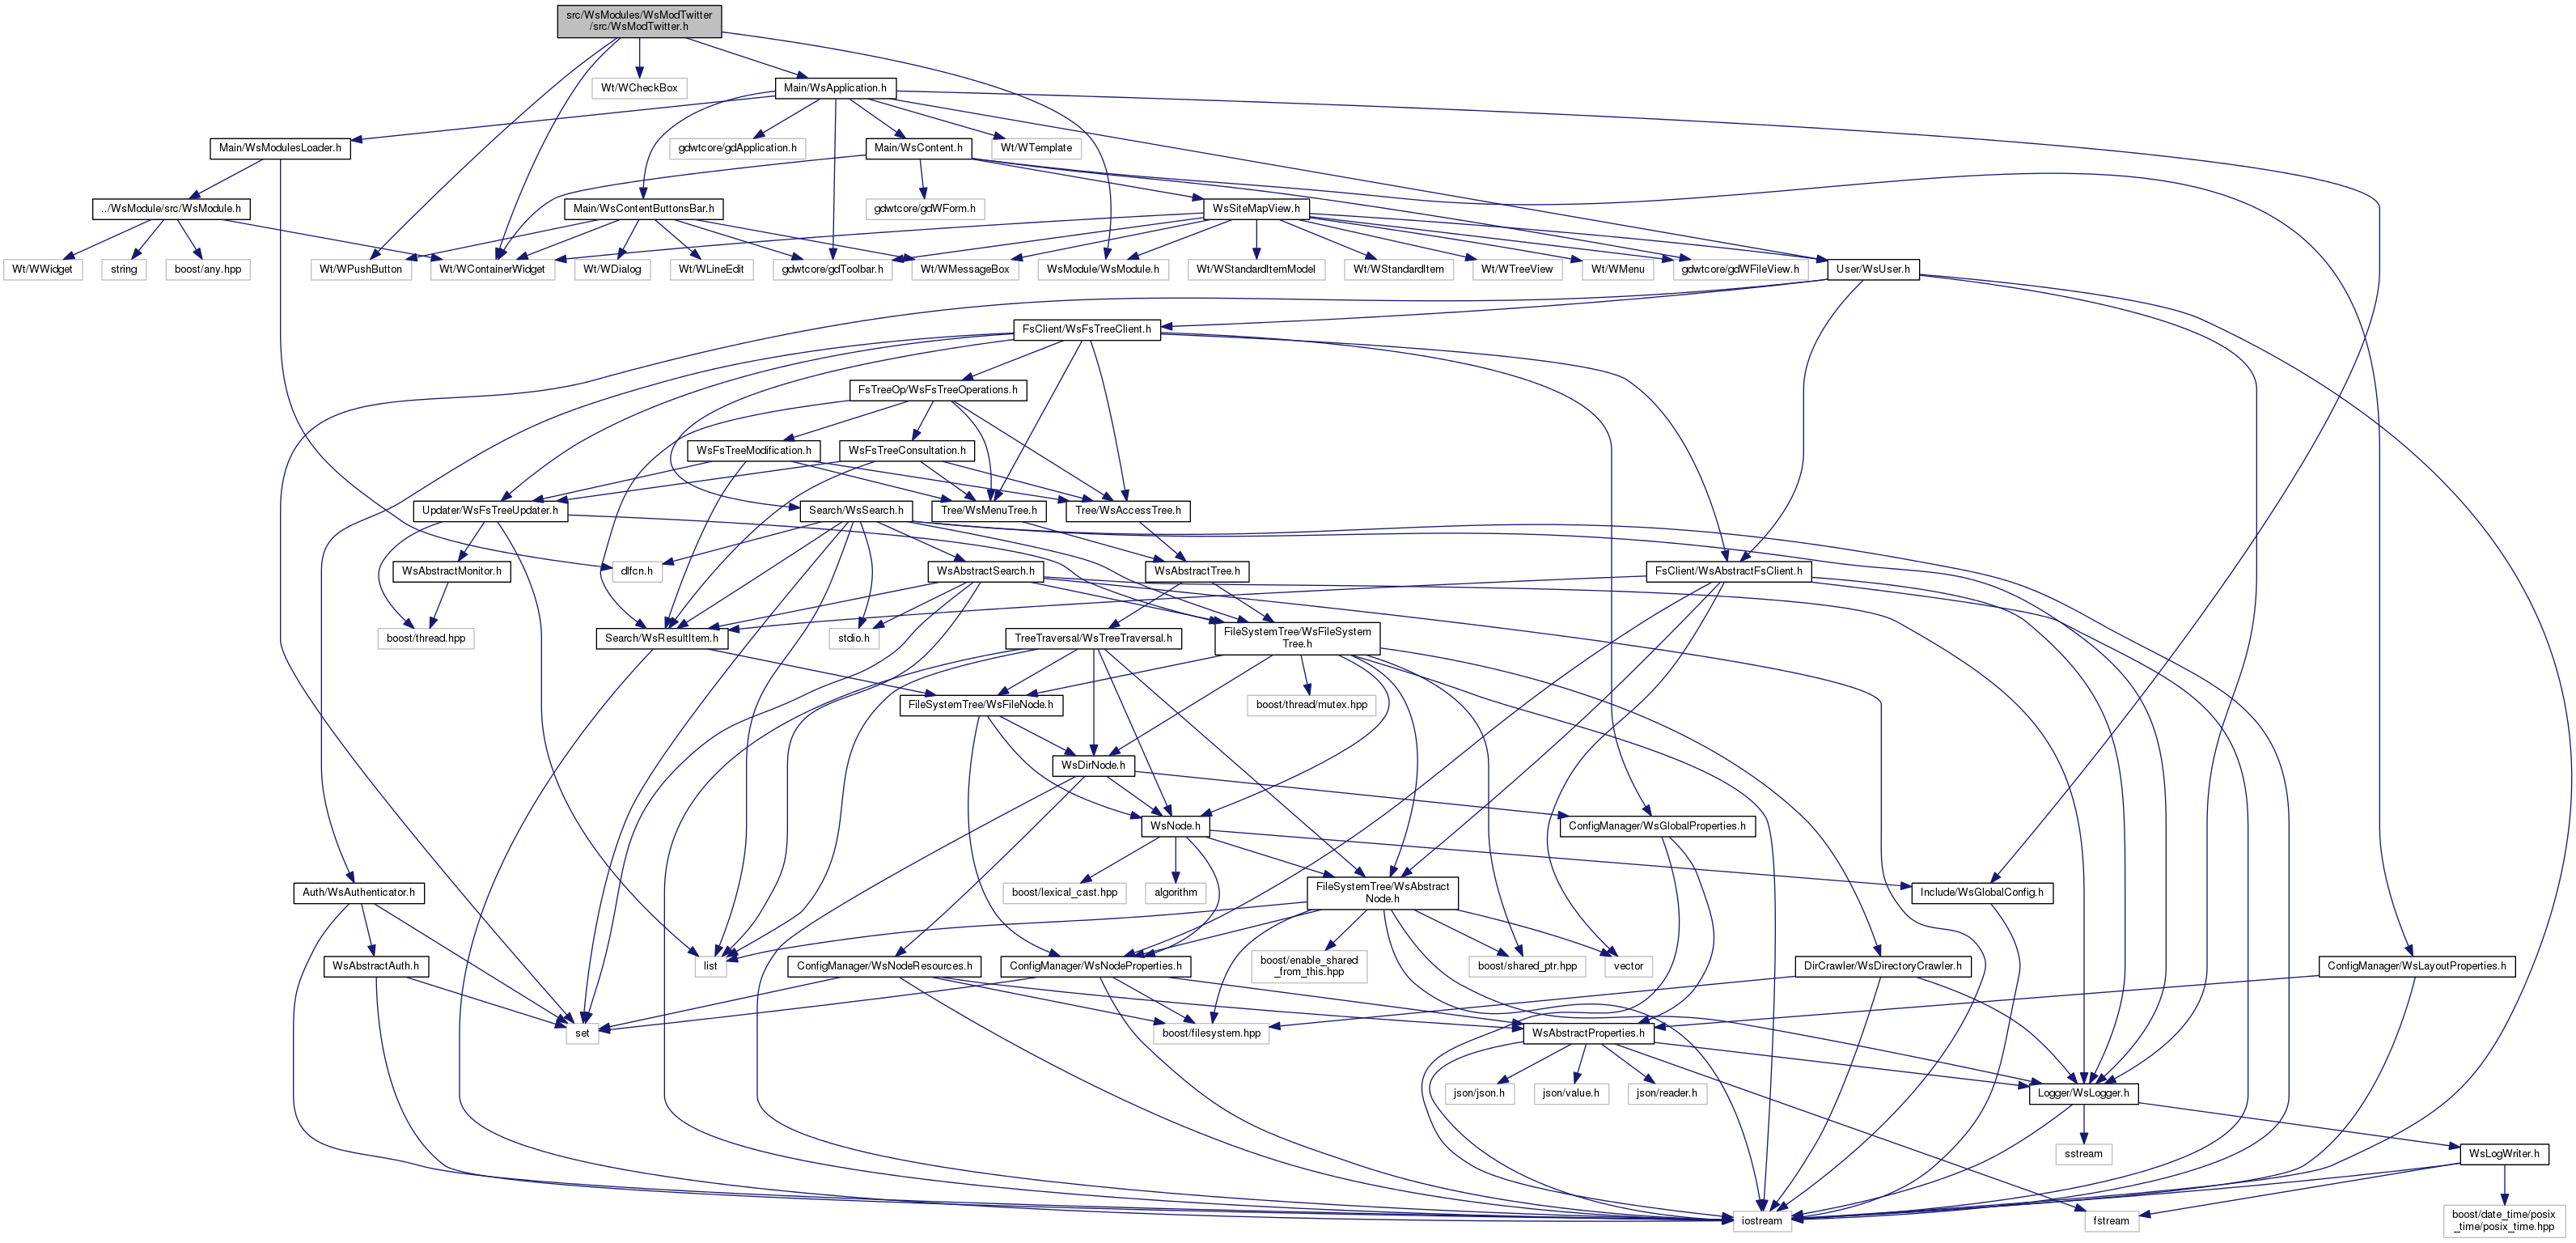 src/WsModules/WsModTwitter
/src/WsModTwitter.h
Wt/WCheckBox
Main/WsApplication.h
Main/WsModulesLoader.h
gdwtcore/gdApplication.h
Main/WsContent.h
Wt/WTemplate
../WsModule/src/WsModule.h
Main/WsContentButtonsBar.h
gdwtcore/gdWForm.h
WsSiteMapView.h
Wt/WWidget
string
boost/any.hpp
Wt/WPushButton
Wt/WContainerWidget
Wt/WDialog
Wt/WLineEdit
gdwtcore/gdToolbar.h
Wt/WMessageBox
WsModule/WsModule.h
Wt/WStandardItemModel
Wt/WStandardItem
Wt/WTreeView
Wt/WMenu
gdwtcore/gdWFileView.h
User/WsUser.h
FsClient/WsFsTreeClient.h
FsTreeOp/WsFsTreeOperations.h
WsFsTreeModification.h
WsFsTreeConsultation.h
Updater/WsFsTreeUpdater.h
Search/WsSearch.h
Tree/WsMenuTree.h
Tree/WsAccessTree.h
WsAbstractMonitor.h
dlfcn.h
WsAbstractSearch.h
WsAbstractTree.h
FsClient/WsAbstractFsClient.h
boost/thread.hpp
Search/WsResultItem.h
stdio.h
TreeTraversal/WsTreeTraversal.h
FileSystemTree/WsFileSystem
Tree.h
FileSystemTree/WsFileNode.h
boost/thread/mutex.hpp
WsDirNode.h
WsNode.h
ConfigManager/WsGlobalProperties.h
Auth/WsAuthenticator.h
boost/lexical_cast.hpp
algorithm
FileSystemTree/WsAbstract
Node.h
Include/WsGlobalConfig.h
WsAbstractAuth.h
list
ConfigManager/WsNodeResources.h
ConfigManager/WsNodeProperties.h
boost/enable_shared
_from_this.hpp
boost/shared_ptr.hpp
vector
DirCrawler/WsDirectoryCrawler.h
ConfigManager/WsLayoutProperties.h
set
boost/filesystem.hpp
WsAbstractProperties.h
json/json.h
json/value.h
json/reader.h
Logger/WsLogger.h
sstream
WsLogWriter.h
iostream
fstream
boost/date_time/posix
_time/posix_time.hpp